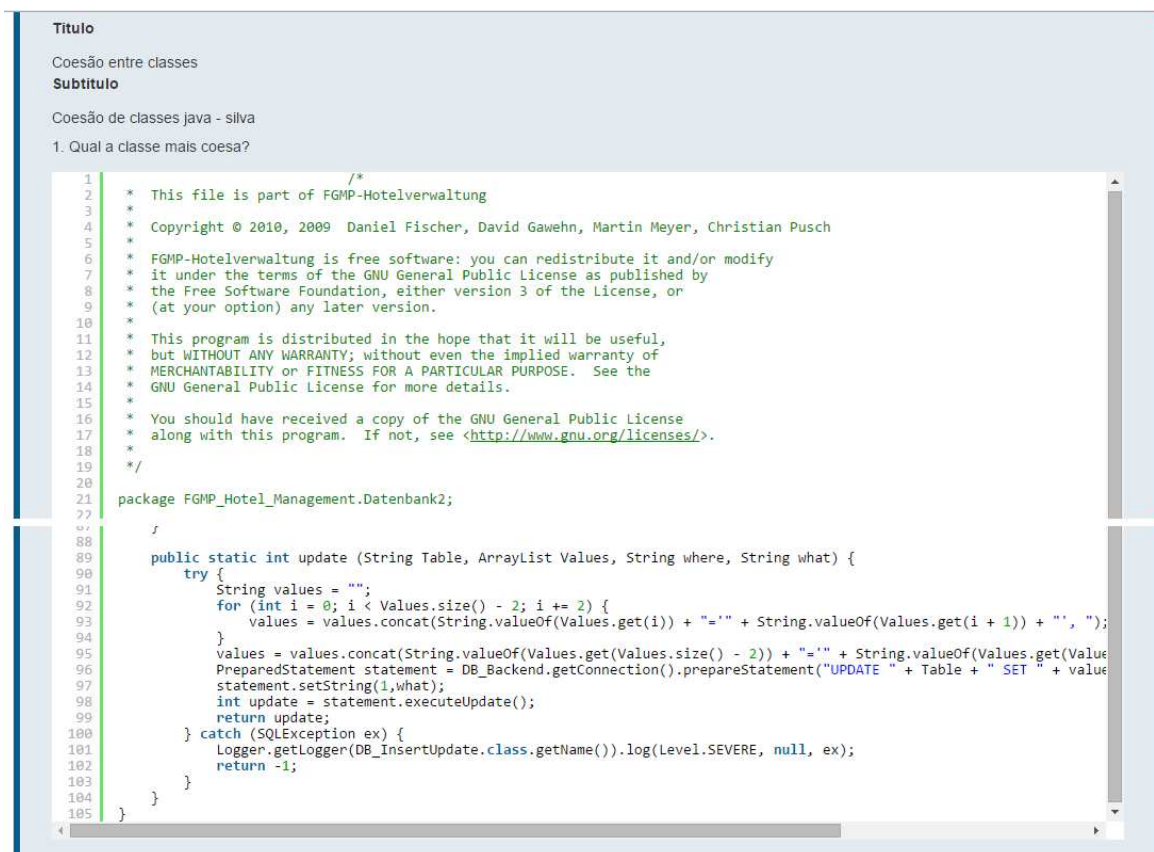 Título
Coesão entre classes
Subtítulo
Coesão de classes java - silva
1. Qual a classe mais coesa?
1 /*
2 * This file is part of FGMP-Hotelverwaltung
3 *
4 * Copyright © 2010, 2009 Daniel Fischer, David Gawehn, Martin Meyer, Christian Pusch
5 *
6 * FGMP-Hotelverwaltung is free software: you can redistribute it and/or modify
7 * it under the terms of the GNU General Public License as published by
8 * the Free Software Foundation, either version 3 of the License, or
9 * (at your option) any later version.
10 *
11 * This program is distributed in the hope that it will be useful,
12 * but WITHOUT ANY WARRANTY; without even the implied warranty of
13 * MERCHANTABILITY or FITNESS FOR A PARTICULAR PURPOSE. See the
14 * GNU General Public License for more details.
15 *
16 * You should have received a copy of the GNU General Public License
17 * along with this program. If not, see <http://www.gnu.org/licenses/>.
18 *
19 */
20
21 package FGMP_Hotel_Management.Datenbank2;
22
87 }
88
89 public static int update (String Table, ArrayList Values, String where, String what) {
90 try {
91 String values = "";
92 for (int i = 0; i < Values.size() - 2; i += 2) {
93 values = values.concat(String.valueOf(Values.get(i)) + "='" + String.valueOf(Values.get(i + 1)) + "', ");
94 }
95 values = values.concat(String.valueOf(Values.get(Values.size() - 2)) + "='" + String.valueOf(Values.get(Value
96 PreparedStatement statement = DB_Backend.getConnection().prepareStatement("UPDATE " + Table + " SET " + value
97 statement.setString(1,what);
98 int update = statement.executeUpdate();
99 return update;
100 } catch (SQLException ex) {
101 Logger.getLogger(DB_InsertUpdate.class.getName()).log(Level.SEVERE, null, ex);
102 return -1;
103 }
104 }
105 }